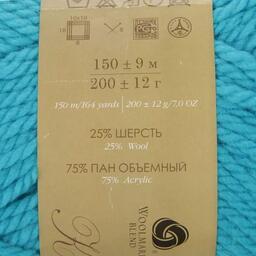 10x10
150 ± 9 м
200 ± 12 г
150 m/164 yards | 200 ± 12 g/7,0 OZ
25% ШЕРСТЬ
25% Wool
75% ПАН ОБЪЕМНЫЙ
75% Acrylic
WOOLMARK
BLEND